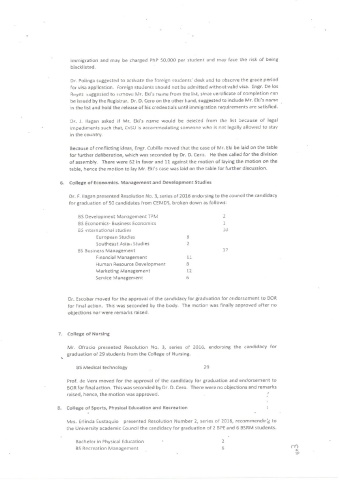 immigration and may be charged PhP 50,000 per student and may face the risk of being
blacklisted.
Dr. Pulinga suggested to activate the foreign students' desk and to observe the grace period
for visa application. Foreign students should not be admitted without valid visa. Engr. De los
Reyes suggested to remove Mr. Eki's name from the list, since certificate of completion can
be issued by the Registrar. Dr. D. Cero on the other hand, suggested to include Mr. Eki's name
in the list and hold the release of his credentials until immigration requirements are satisfied.
Dr. J. Ilagan asked if Mr. Eki's name would be deleted from the list because of legal
impediments such that, CvSU is accommodating someone who is not legally allowed to stay
in the country.
Because of conflicting ideas, Engr. Cubillo moved that the case of Mr. Eki be laid on the table
for further deliberation, which was seconded by Dr. D. Cero. He then called for the division
of assembly. There were 62 in favor and 11 against the motion of laying the motion on the
table, hence the motion to lay Mr. Eki's case was laid on the table for further discussion.
6. College of Economics, Management and Development Studies
Dr. F. Ilagan presented Resolution No. 3, series of 2016 endorsing to the council the candidacy
for graduation of 50 candidates from CEMDS, broken down as follows:
BS Development Management TPM 2
BS Economics- Business Economics
BS International studies
European Studies 8
Southeast Asian Studies 2
BS Business Management 37
Financial Management 11
Human Resource Development 8
Marketing Management 12
Service Management 6
Dr. Escobar moved for the approval of the candidacy for graduation for endorsement to BOR
for final action. This was seconded by the body. The motion was finally approved after no
objections nor were remarks raised.
7. College of Nursing
Mr. Ofracio presented Resolution No. 3, series of 2016, endorsing the candidacy for
graduation of 29 students from the College of Nursing.
BS Medical Technology 29
Prof. de Vera moved for the approval of the candidacy for graduation and endorsement to
BOR for final action. This was seconded by Dr. D. Cero. There were no objections and remarks
raised, hence, the motion was approved.
8. College of Sports, Physical Education and Recreation
Mrs. Erlinda Eustaquio presented Resolution Number 2, series of 2016, recommending to
the University academic Council the candidacy for graduation of 2 BPE and 6 BSRM students.
Bachelor in Physical Education 2
BS Recreation Management 6